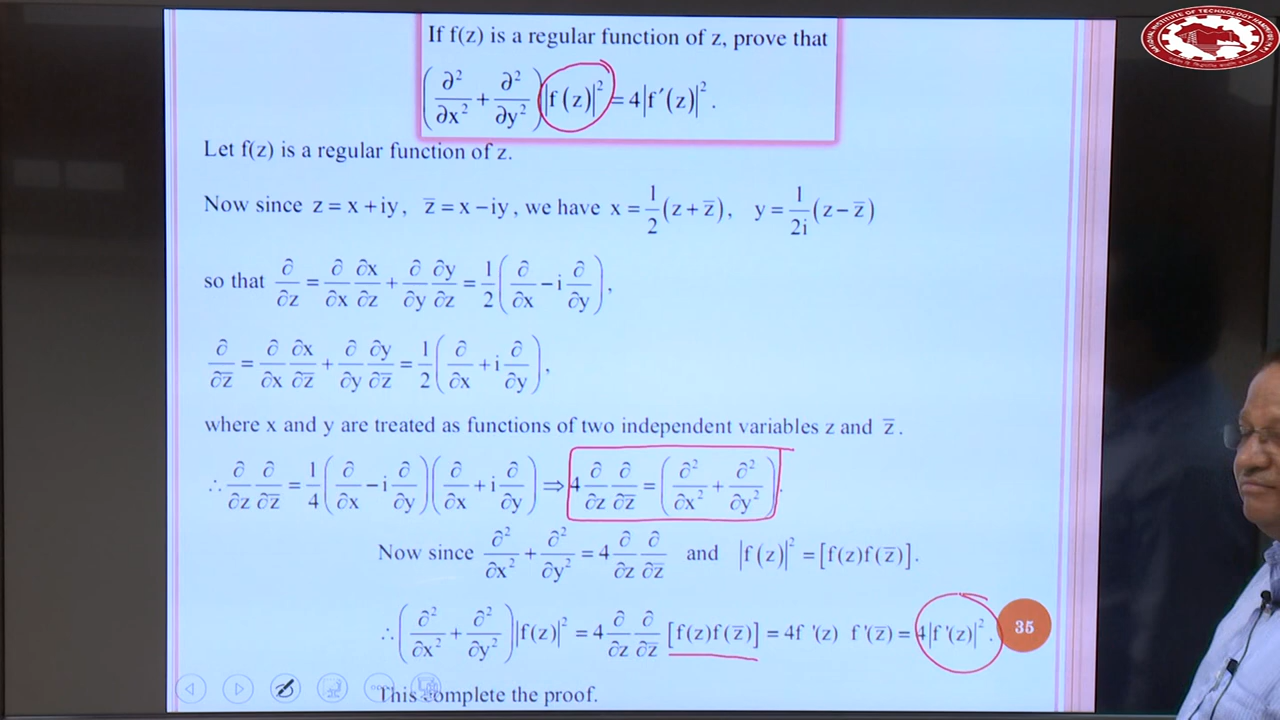 If f(z) is a regular function of z, prove that
(∂²/∂x² + ∂²/∂y²)|f(z)|² = 4|f′(z)|².
Let f(z) is a regular function of z.
Now since z = x + iy, z̄ = x − iy, we have x = 1/2 (z + z̄), y = 1/2i (z − z̄)
so that ∂/∂z = ∂/∂x ∂x/∂z + ∂/∂y ∂y/∂z = 1/2 (∂/∂x − i ∂/∂y),
∂/∂z̄ = ∂/∂x ∂x/∂z̄ + ∂/∂y ∂y/∂z̄ = 1/2 (∂/∂x + i ∂/∂y),
where x and y are treated as functions of two independent variables z and z̄.
∴ ∂/∂z ∂/∂z̄ = 1/4 (∂/∂x − i ∂/∂y)(∂/∂x + i ∂/∂y) ⇒ 4 ∂/∂z ∂/∂z̄ = (∂²/∂x² + ∂²/∂y²).
Now since ∂²/∂x² + ∂²/∂y² = 4 ∂/∂z ∂/∂z̄ and |f(z)|² = [f(z)f(z̄)].
∴ (∂²/∂x² + ∂²/∂y²)|f(z)|² = 4 ∂/∂z ∂/∂z̄ [f(z)f(z̄)] = 4f '(z) f '(z̄) = 4|f '(z)|².
35
This complete the proof.